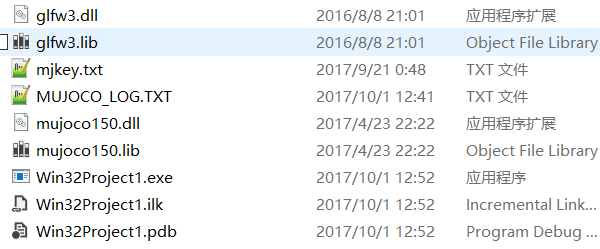 glfw3.dll 2016/8/8 21:01 应用程序扩展
glfw3.lib 2016/8/8 21:01 Object File Library
mjkey.txt 2017/9/21 0:48 TXT 文件
MUJOCO_LOG.TXT 2017/10/1 12:41 TXT 文件
mujoco150.dll 2017/4/23 22:22 应用程序扩展
mujoco150.lib 2017/4/23 22:22 Object File Library
Win32Project1.exe 2017/10/1 12:52 应用程序
Win32Project1.ilk 2017/10/1 12:52 Incremental Link...
Win32Project1.pdb 2017/10/1 12:52 Program Debug ...